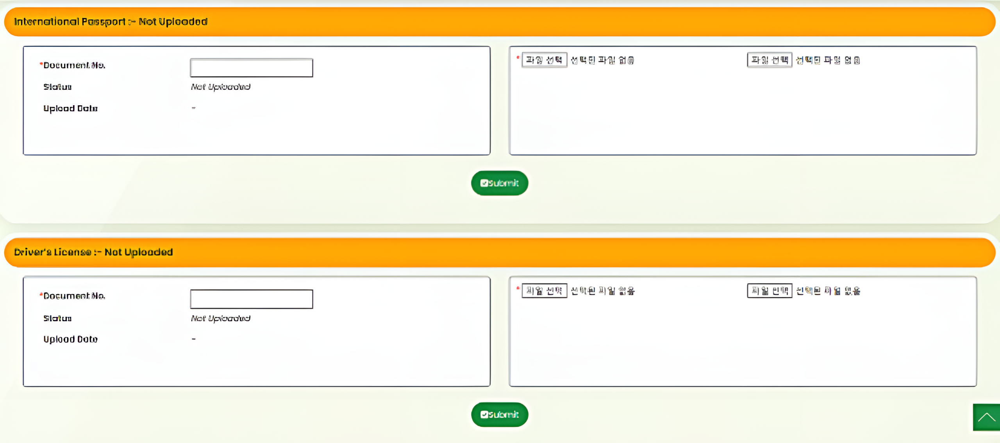 International Passport :- Not Uploaded
*Document No.
* 파일 선택 선택된 파일 없음 파일 선택 선택된 파일 없음
Status Not Uploaded
Upload Date -
Submit
Driver's License :- Not Uploaded
*Document No.
* 파일 선택 선택된 파일 없음 파일 선택 선택된 파일 없음
Status Not Uploaded
Upload Date -
Submit